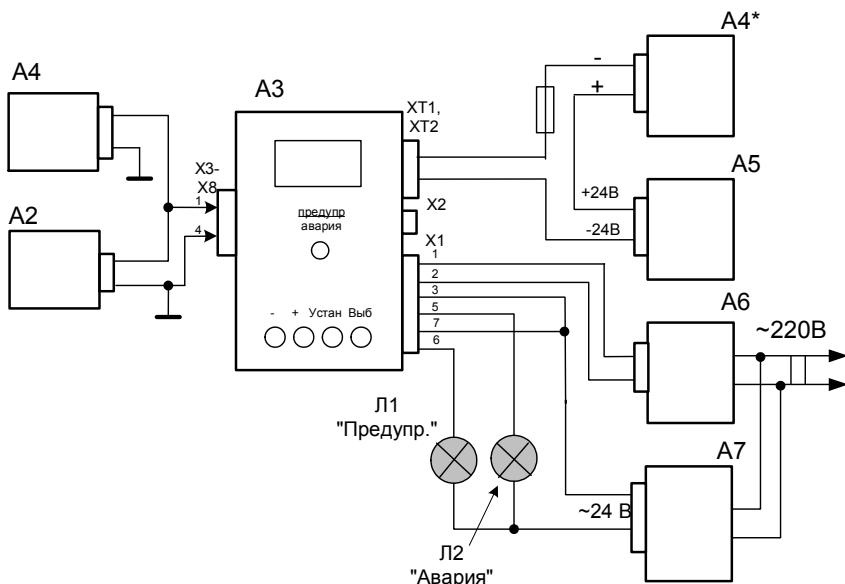 A4*
A4
A3
-
XT1,
XT2
+
A5
X3-
X8
1
+24В
A2
X2
предупр
авария
4
-24В
X1
1
2
A6
3
- + Устан Выб
5
~220В
7
6
Л1
"Предупр."
A7
~24 В
Л2
"Авария"